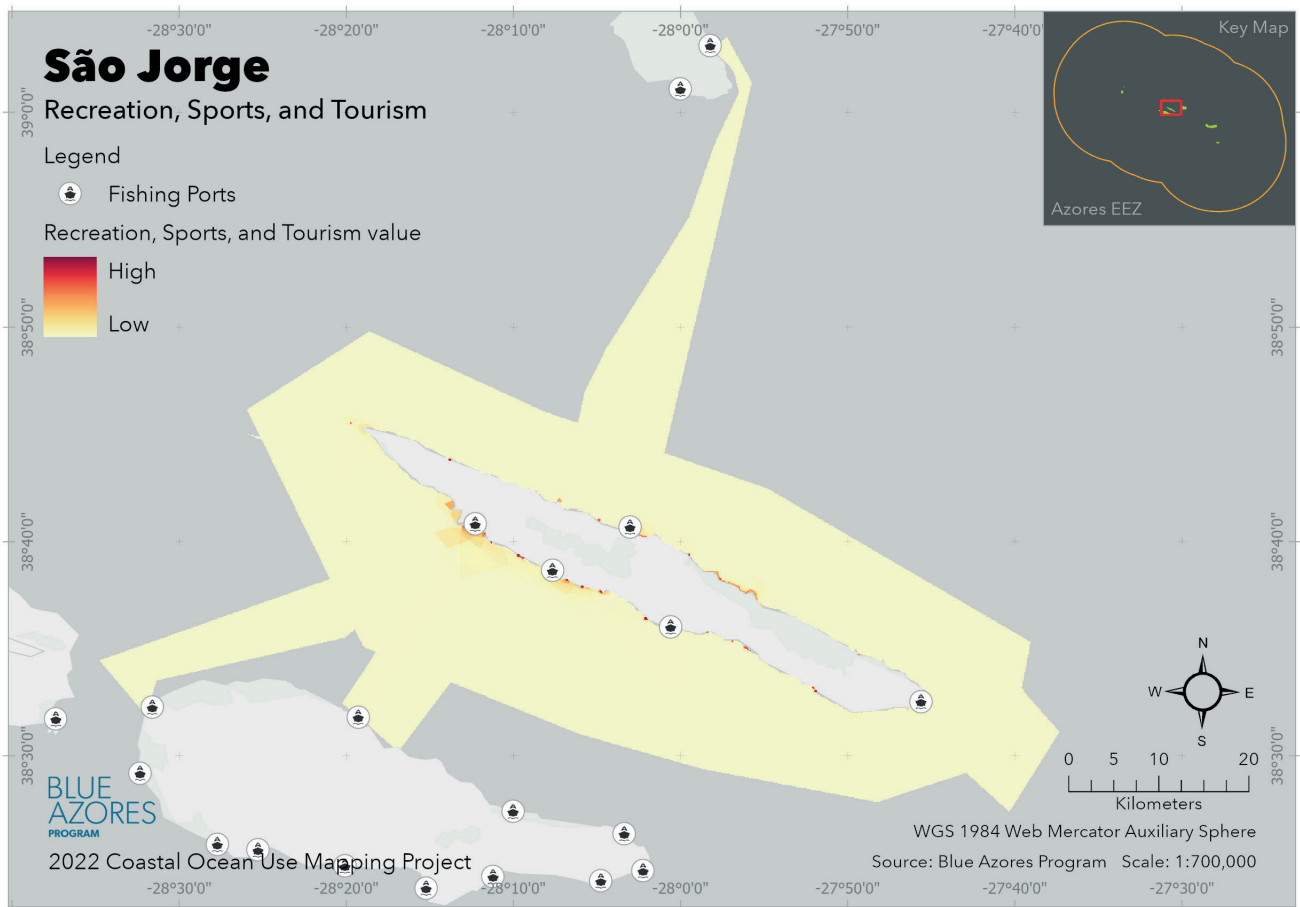 -28°30'0" -28°20'0" -28°10'0" -28°0'0" -27°50'0" -27°40'0"
São Jorge
Recreation, Sports, and Tourism
Legend
Fishing Ports
Recreation, Sports, and Tourism value
High
Low
Key Map
Azores EEZ
39°0'0"
38°50'0" 38°50'0"
38°40'0" 38°40'0"
38°30'0" 38°30'0"
N
W E
S
0 5 10 20
Kilometers
BLUE
AZORES
PROGRAM
2022 Coastal Ocean Use Mapping Project
WGS 1984 Web Mercator Auxiliary Sphere
Source: Blue Azores Program Scale: 1:700,000
-28°30'0" -28°20'0" -28°10'0" -28°0'0" -27°50'0" -27°40'0" -27°30'0"